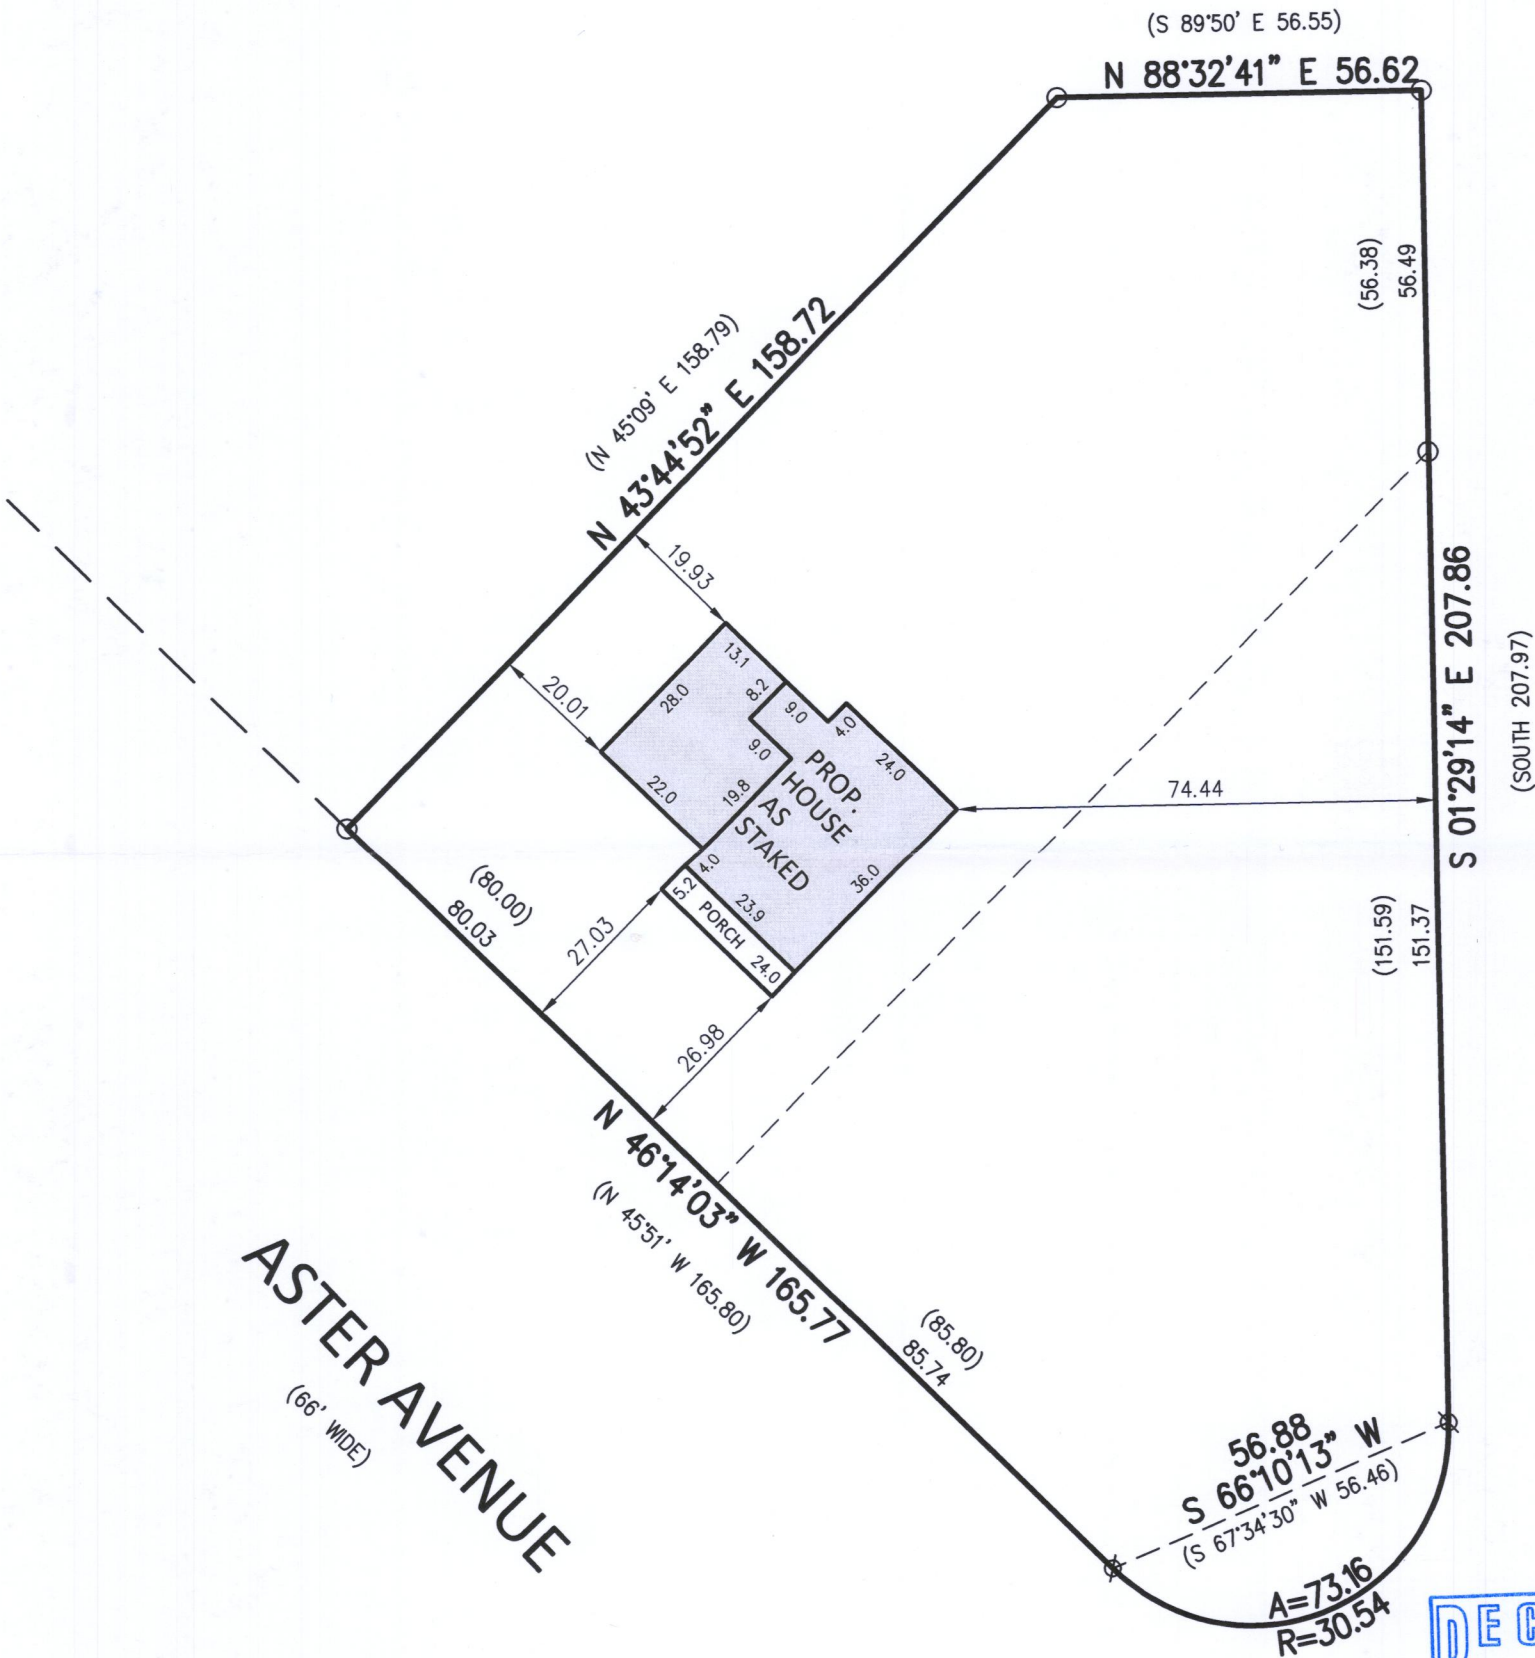 (S 89°50' E 56.55)
N 88°32'41" E 56.62
(56.38)
56.49
(N 45°09' E 158.79)
N 43°44'52" E 158.72
19.93
20.01
13.1
28.0
8.2
9.0
4.0
24.0
9.0
22.0
19.8
PROP.
HOUSE
AS
STAKED
74.44
S 01°29'14" E 207.86
(SOUTH 207.97)
4.0
36.0
5.2
23.9
PORCH
24.0
(80.00)
80.03
27.03
26.98
(151.59)
151.37
N 46°14'03" W 165.77
(N 45°51' W 165.80)
(85.80)
85.74
ASTER AVENUE
(66' WIDE)
56.88
S 66°10'13" W
(S 67°34'30" W 56.46)
A=73.16
R=30.54
DEC